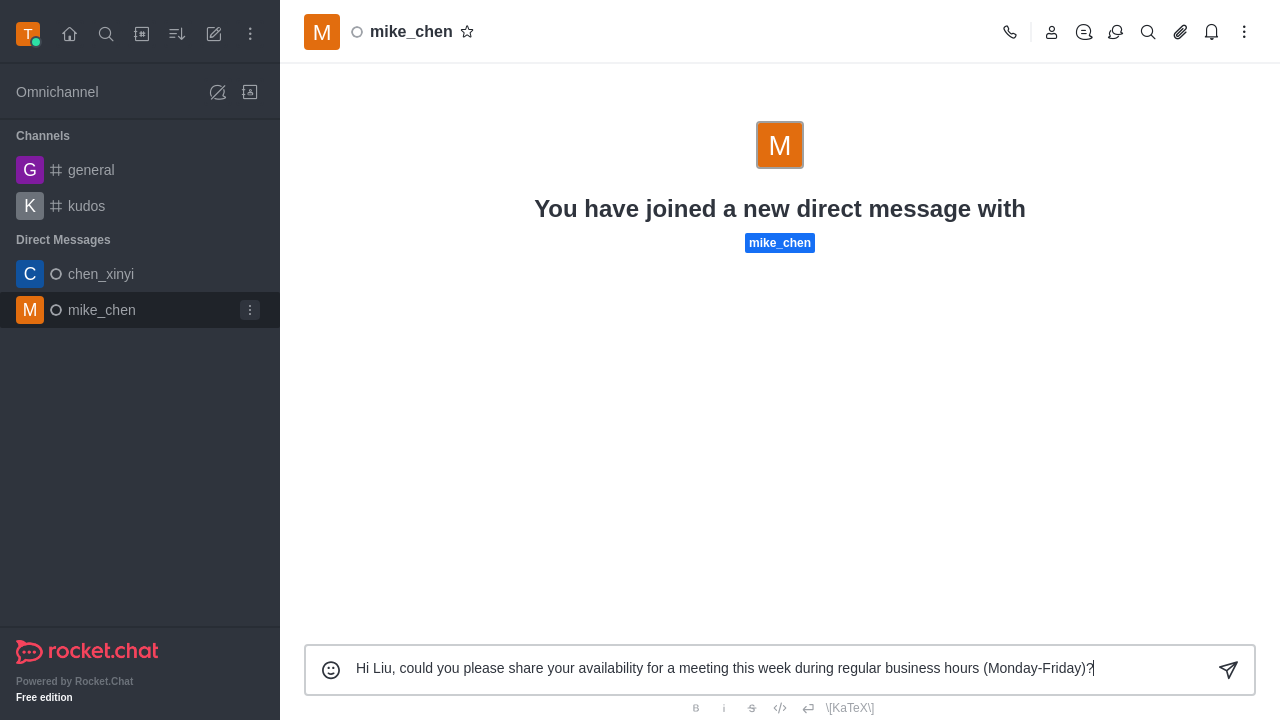 T
M mike_chen
Omnichannel
Channels
G general
K kudos
Direct Messages
C chen_xinyi
M mike_chen
M
You have joined a new direct message with
mike_chen
Hi Liu, could you please share your availability for a meeting this week during regular business hours (Monday-Friday)?
B i S \[KaTeX\]
rocket.chat
Powered by Rocket.Chat
Free edition